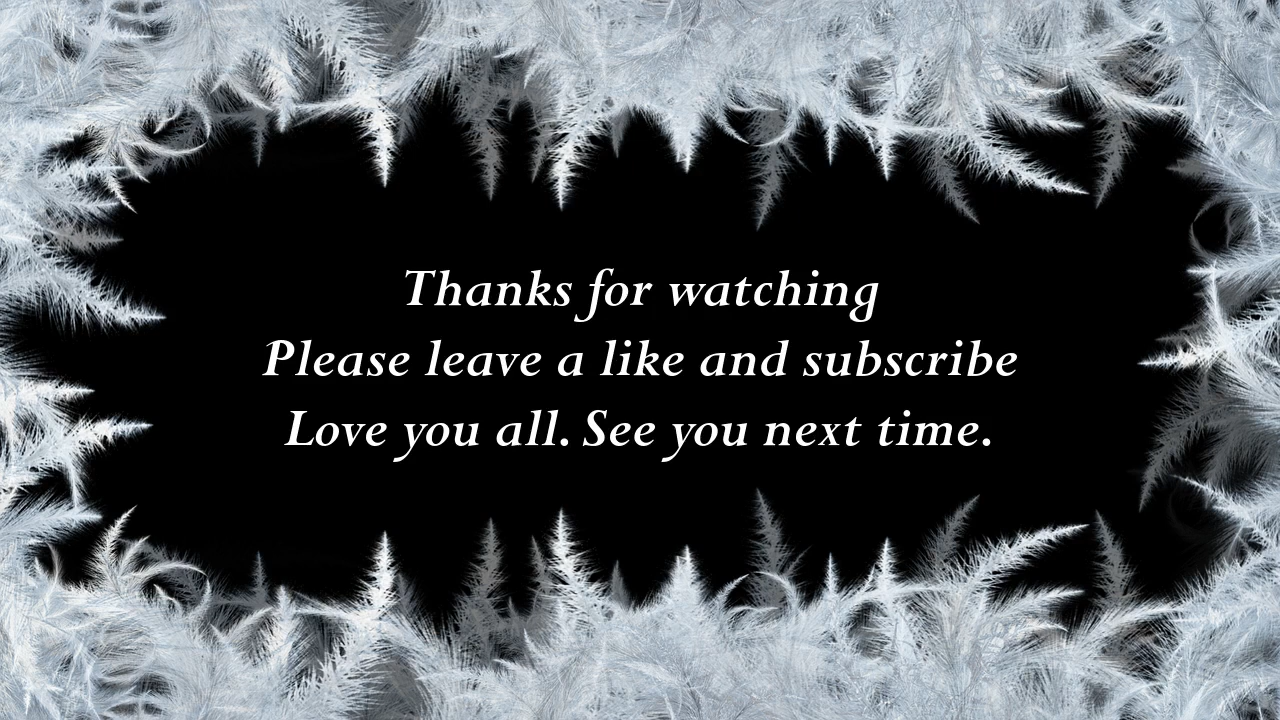 Thanks for watching
Please leave a like and subscribe
Love you all. See you next time.